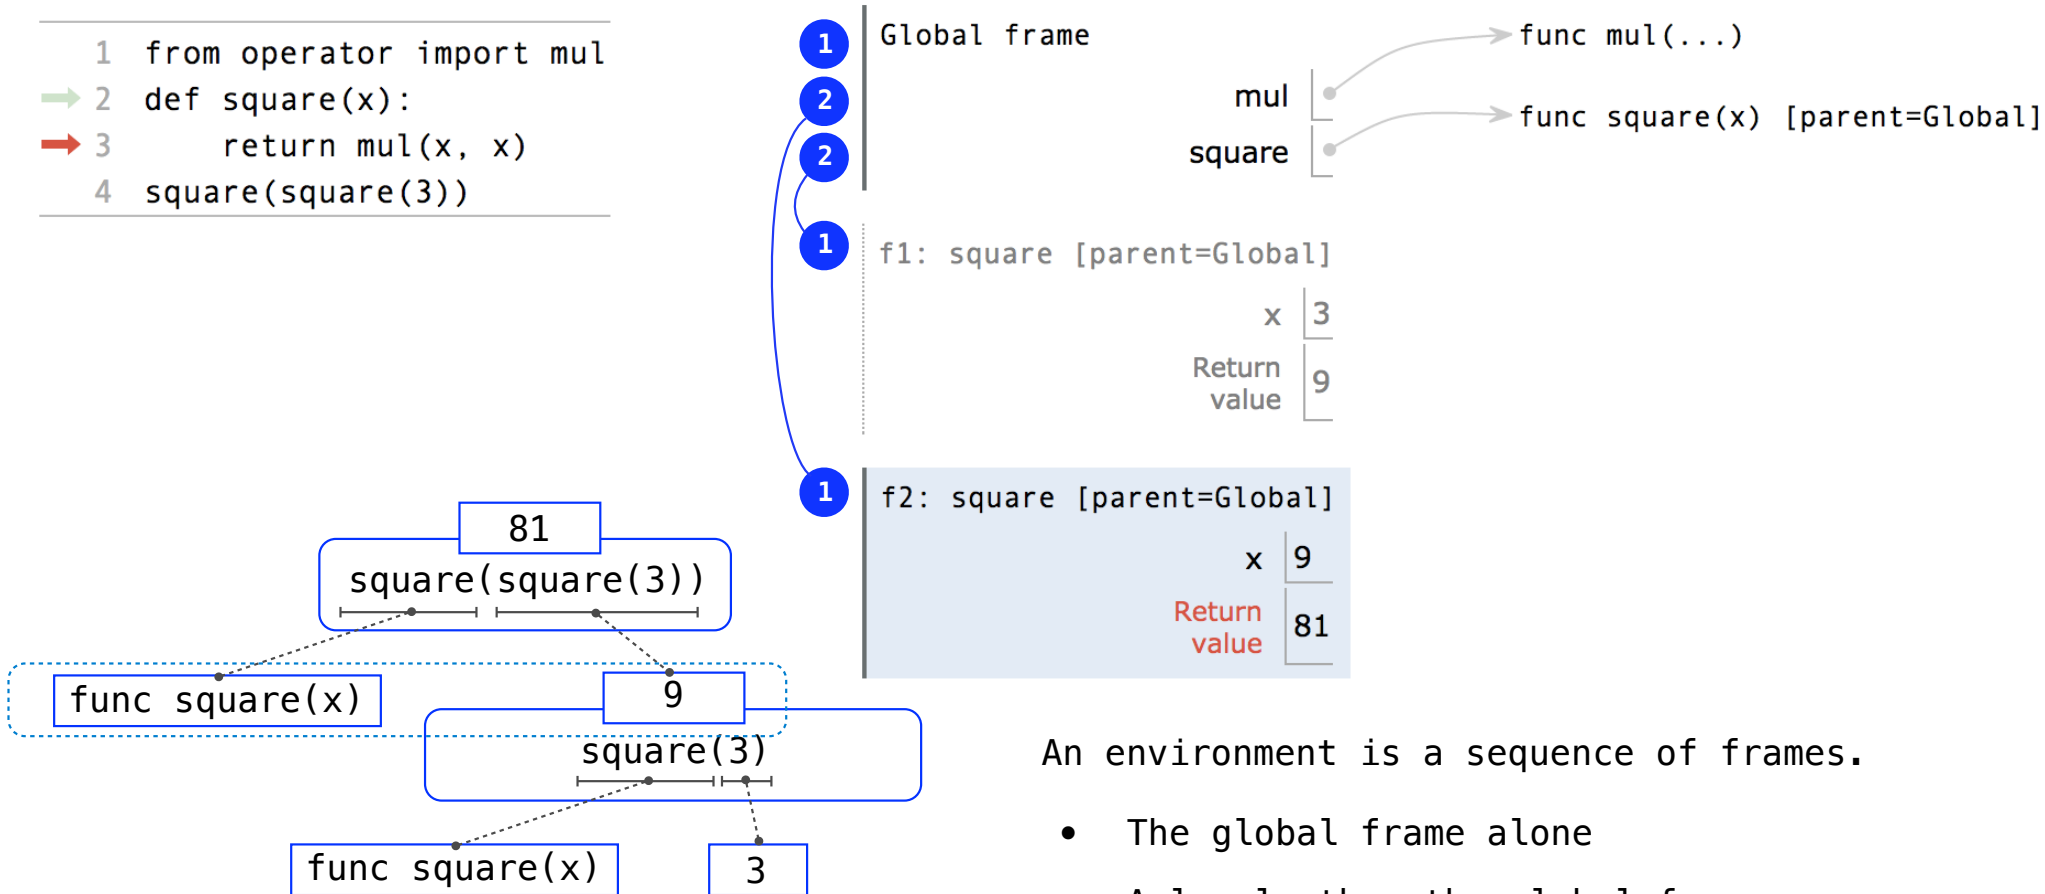 1 from operator import mul
2 def square(x):
3 return mul(x, x)
4 square(square(3))
1 Global frame
2 mul
2 square
func mul(...)
func square(x) [parent=Global]
1 f1: square [parent=Global]
x 3
Return
value 9
1 f2: square [parent=Global]
x 9
Return
value 81
81
square(square(3))
func square(x)
9
square(3)
func square(x)
3
An environment is a sequence of frames.
• The global frame alone